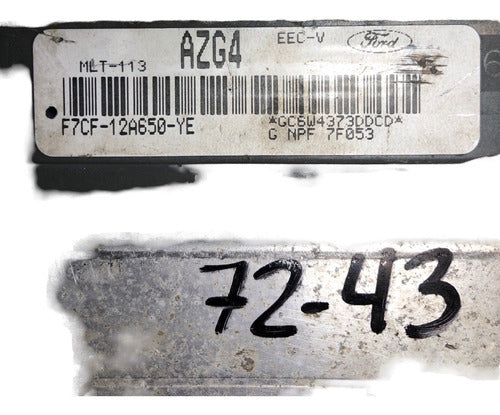 AZG4 EEC-V Ford
MLT-113
F7CF-12A650-YE *GC6W4373DDCD*
G NPF 7F053
72-43